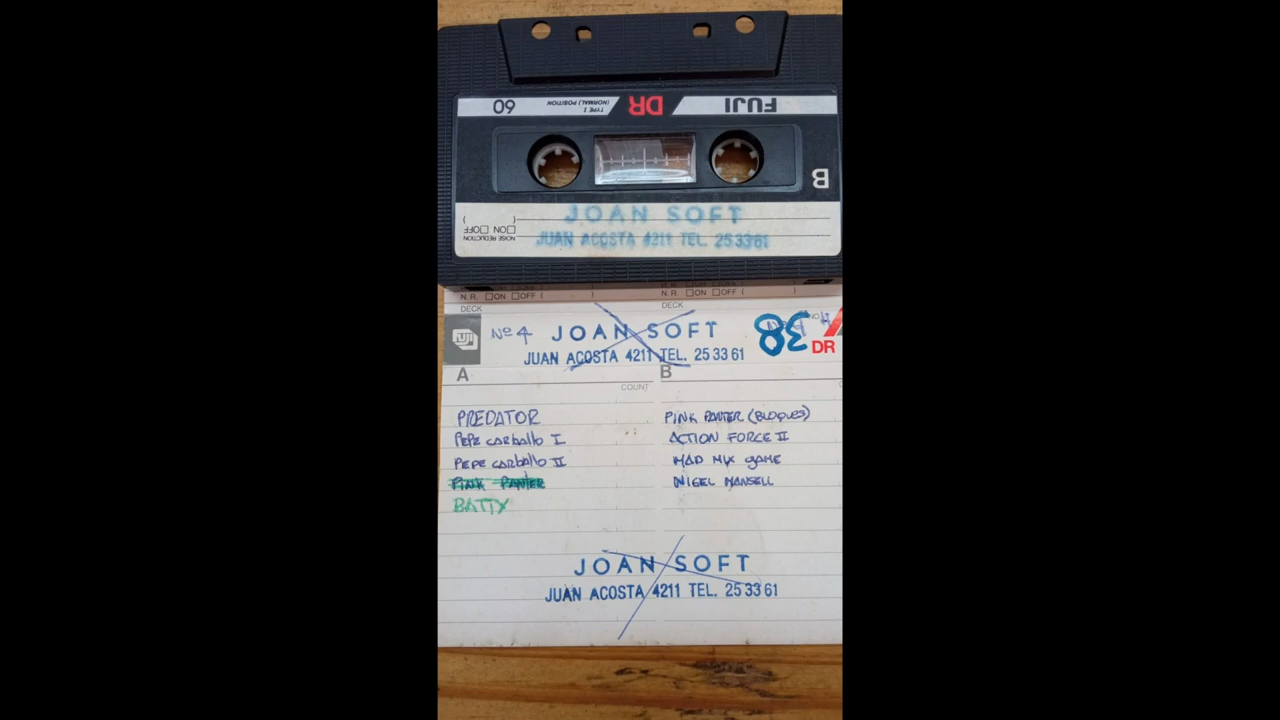 60 TYPE I (NORMAL) POSITION DR FUJI
B
JOAN SOFT
NOISE REDUCTION □ON □OFF ( )
JUAN ACOSTA 4211 TEL. 25 33 61
N.R. □ON □OFF (          ) N.R. □ON □OFF (          )
DECK DECK
FUJI Nº 4 JOAN SOFT 38
JUAN ACOSTA 4211 TEL. 25 33 61 DR
A B
COUNT
PREDATOR PINK PANTER (BLOQUES)
PEPE CARBALLO I ACTION FORCE II
PEPE CARBALLO II MAD MIX GAME
PINK PANTER NIGEL MANSELL
BATTY
JOAN SOFT
JUAN ACOSTA 4211 TEL. 25 33 61